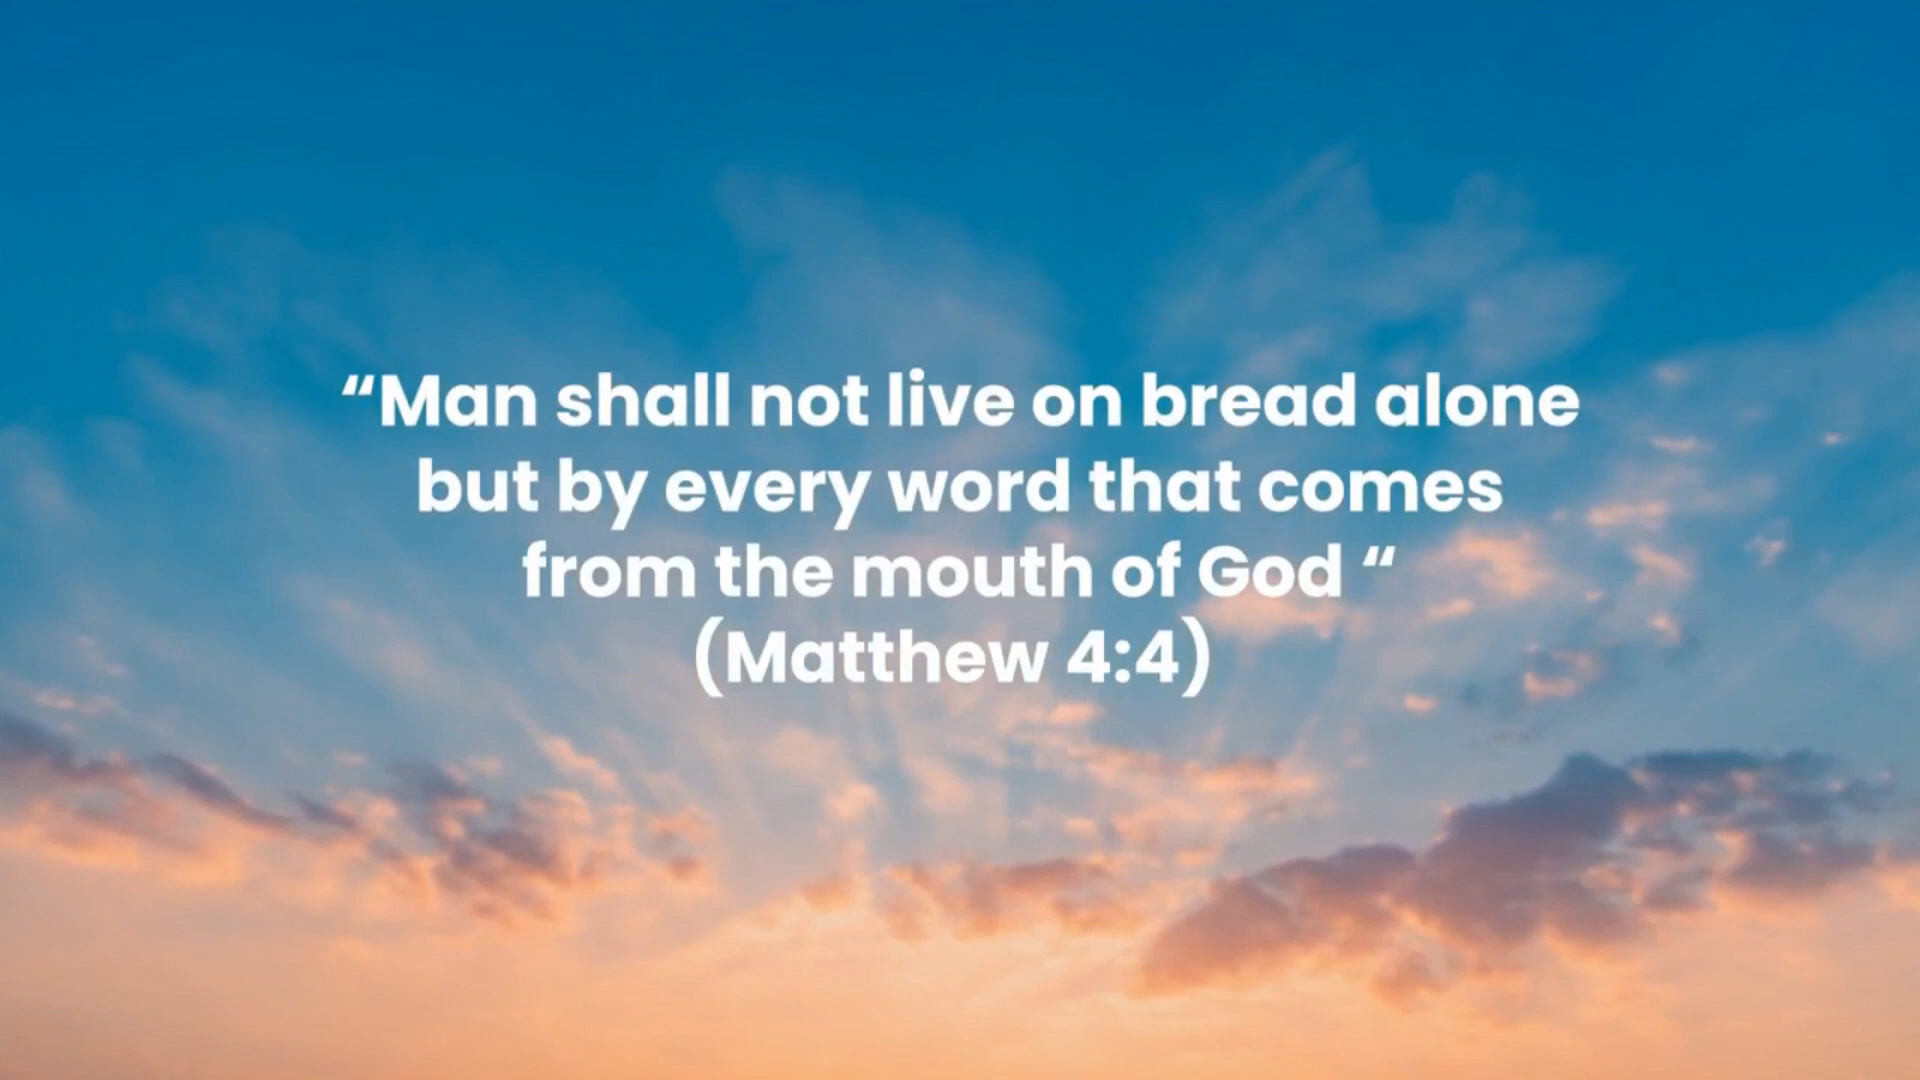 “Man shall not live on bread alone
but by every word that comes
from the mouth of God “
(Matthew 4:4)